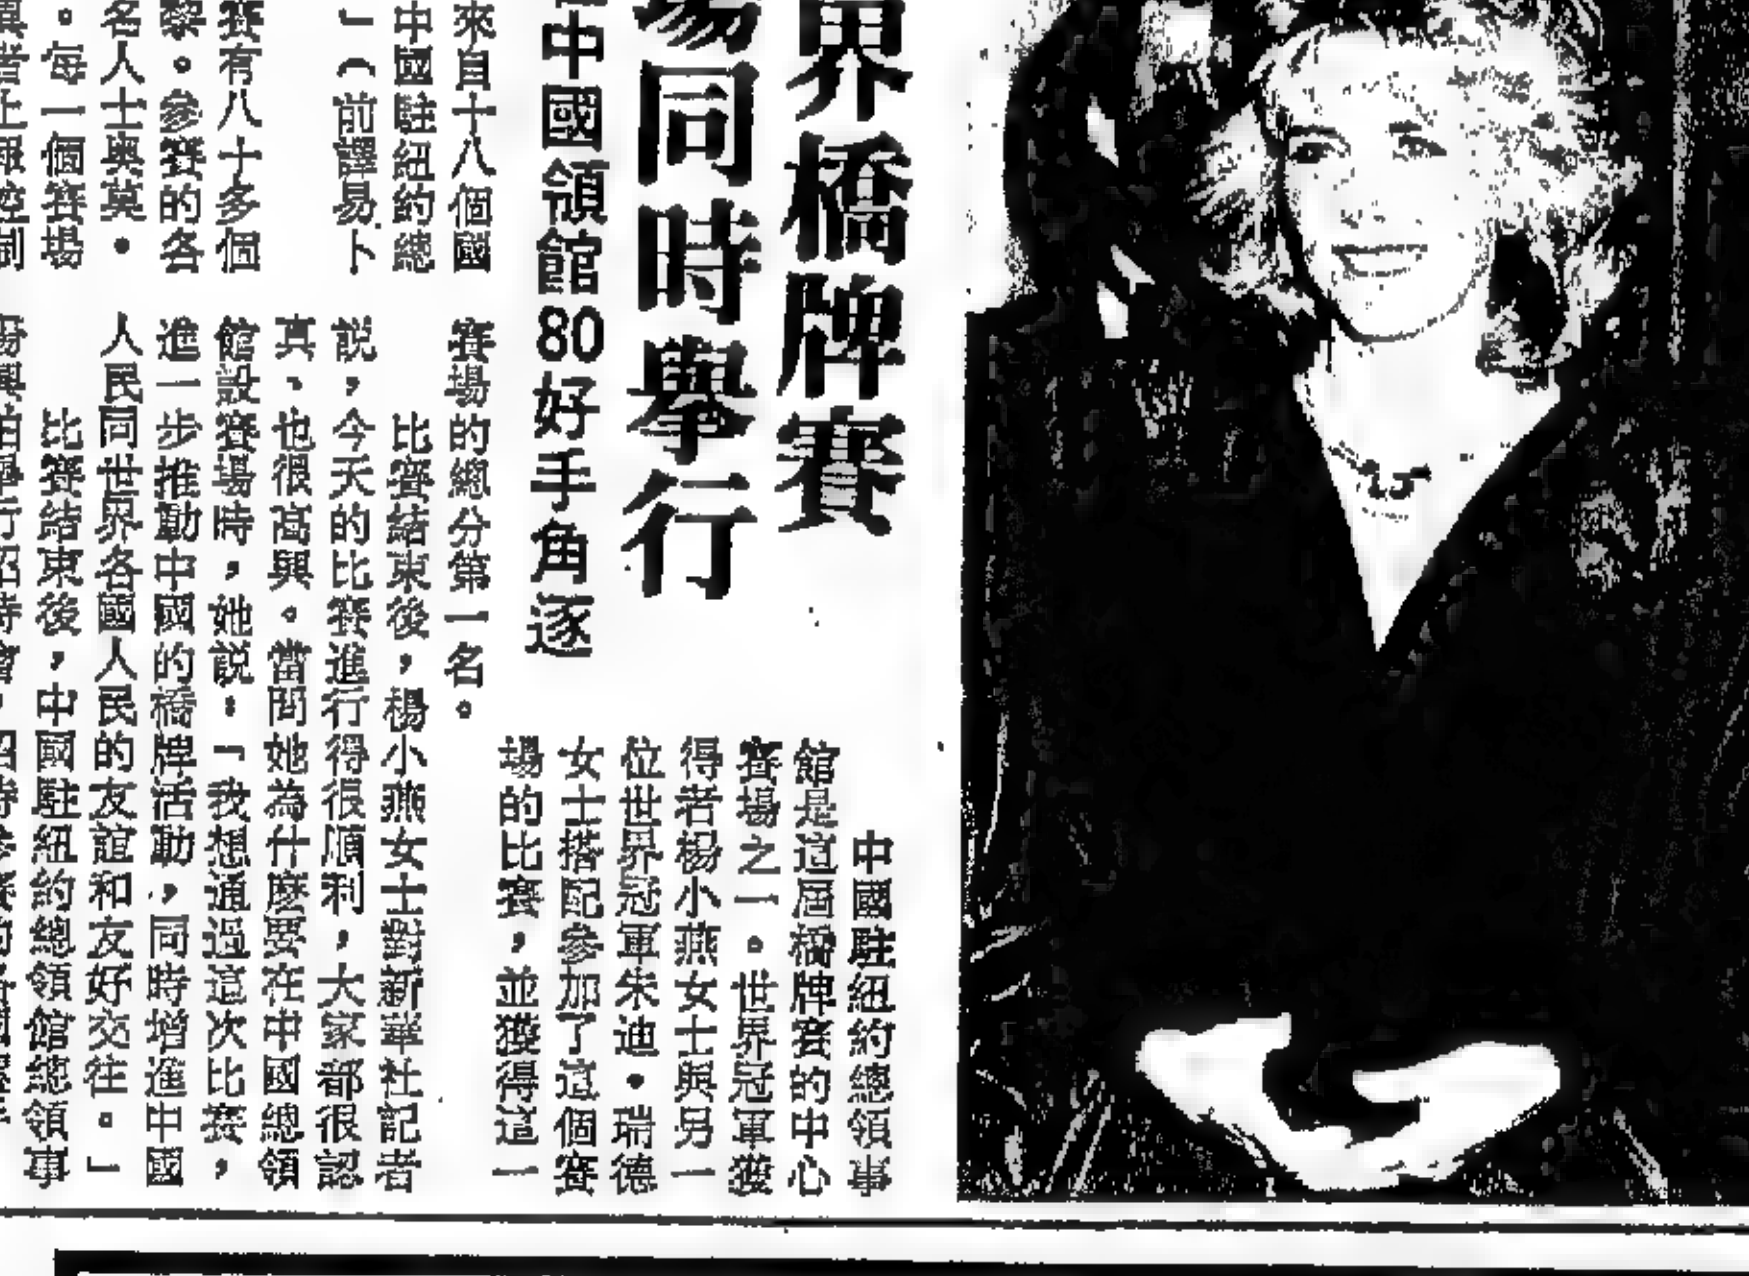 界橋牌賽
場同時舉行
中國領館80好手角逐
中國駐紐約總領事
館是這屆橋牌賽的中心
賽場之一。世界冠軍獲
得者楊小燕女士與另一
位世界冠軍朱迪•瑞德
女士搭配參加了這個賽
場的比賽，並獲得這一
來自十八個國
中國駐紐約總
」（前譯易卜
賽有八十多個
黎。參賽的各
名人士奥莫•
。每一個賽場
賽場的總分第一名。
比賽結束後，楊小燕女士對新華社記者
説，今天的比賽進行得很順利，大家都很認
真、也很高興。當問她為什麼要在中國總領
館設賽場時，她説：「我想通過這次比賽，
進一步推動中國的橋牌活動，同時增進中國
人民同世界各國人民的友誼和友好交往。」
比賽結束後，中國駐紐約總領館總領事